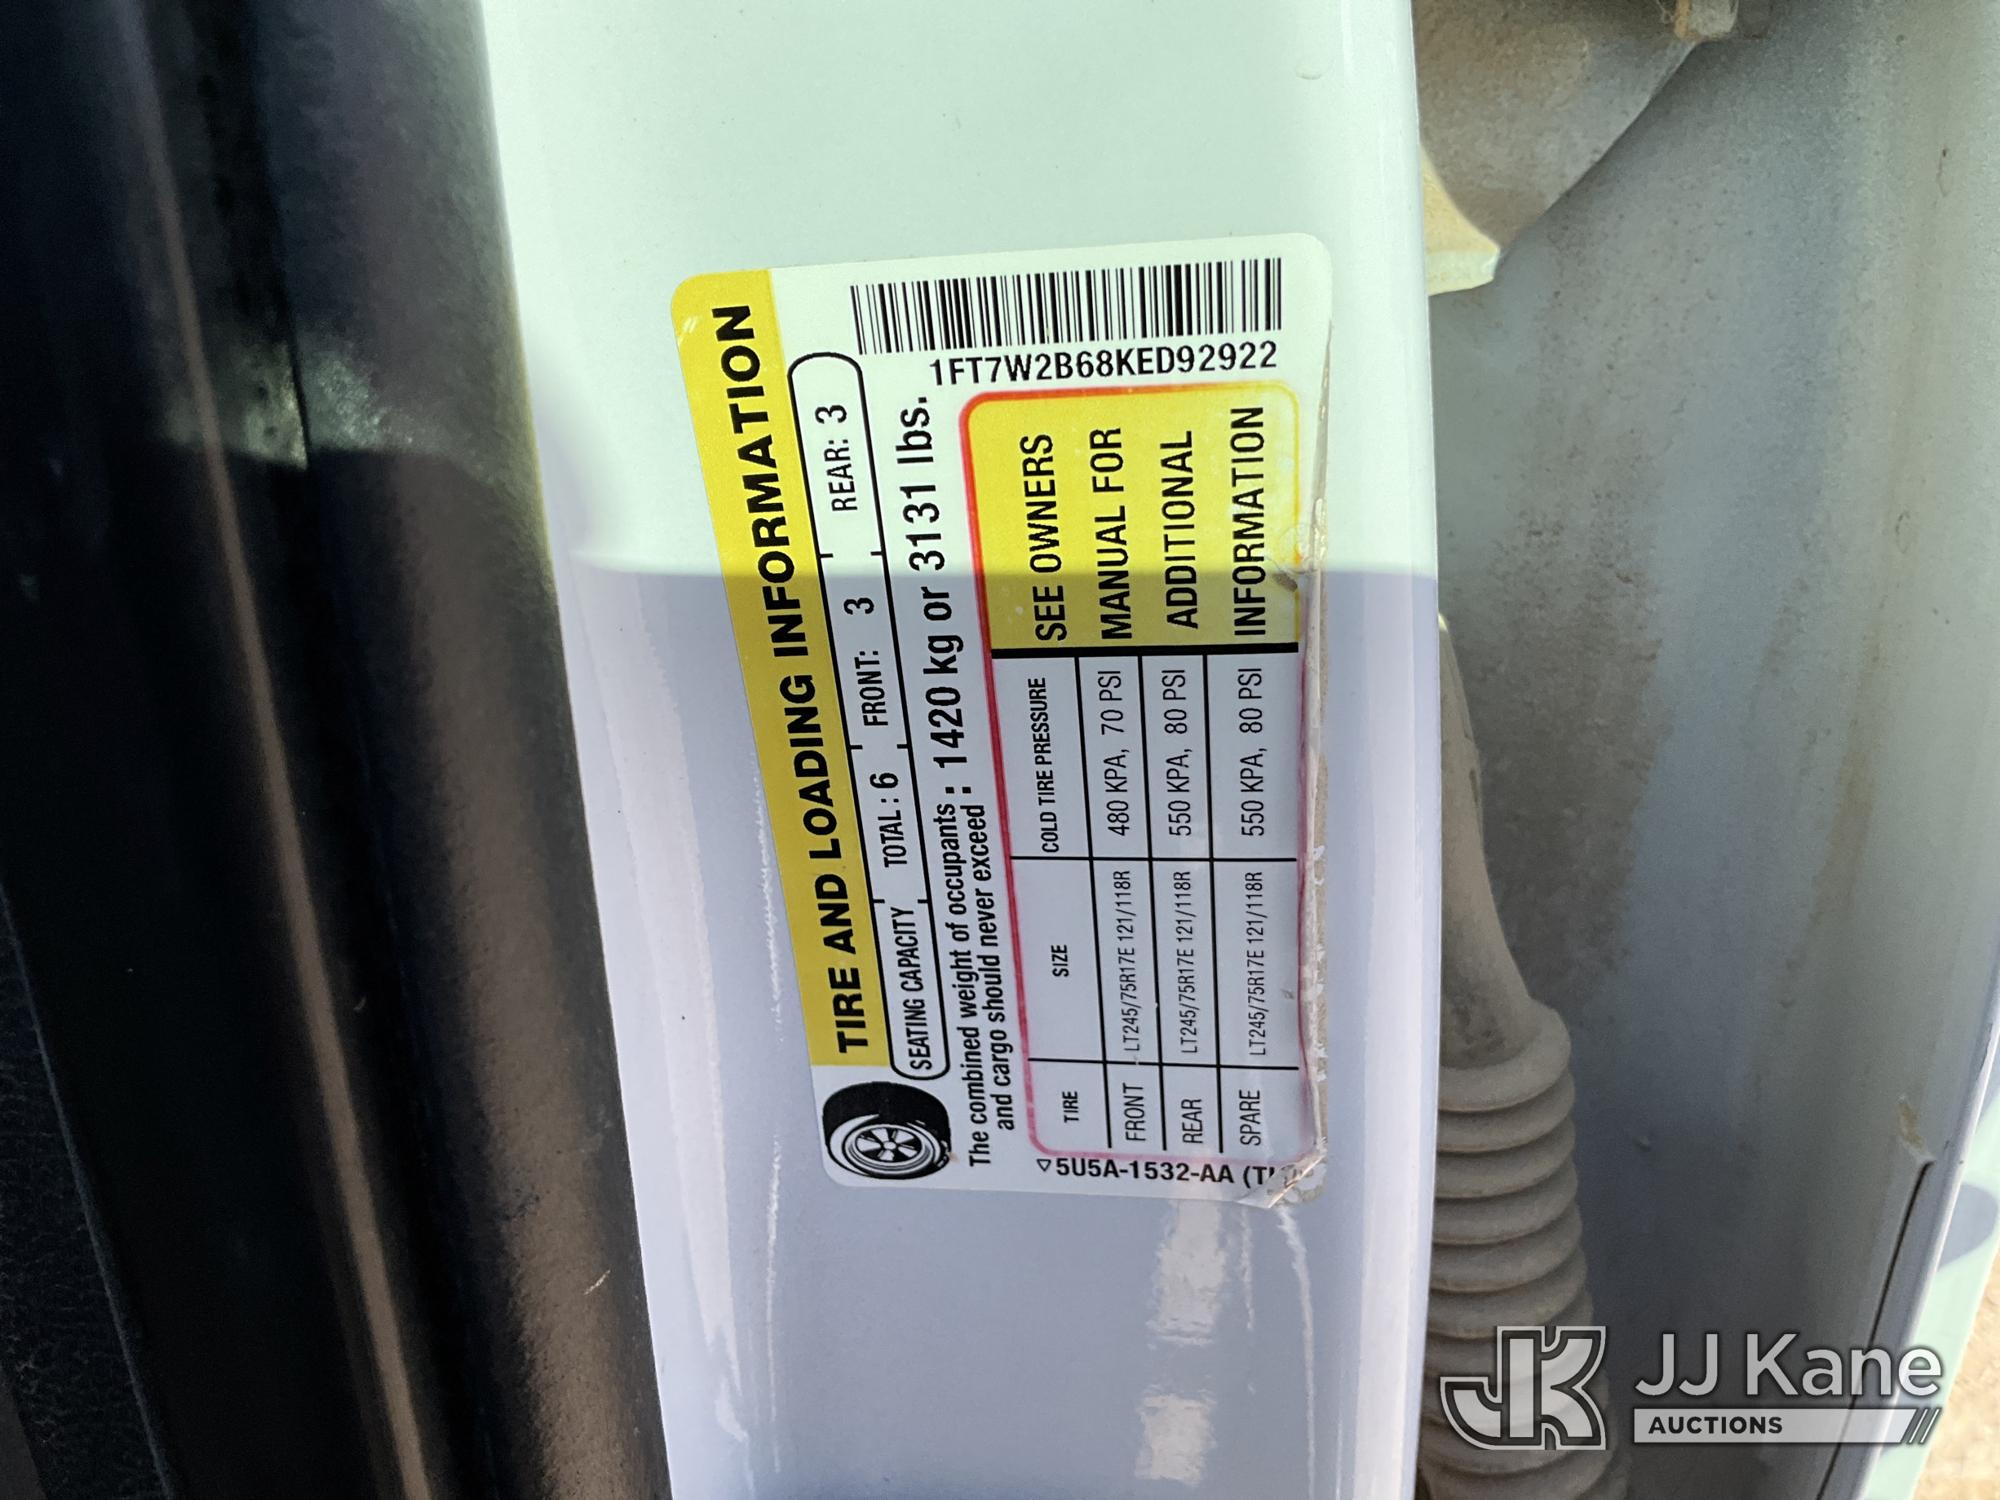 TIRE AND LOADING INFORMATION
SEATING CAPACITY TOTAL : 6 FRONT: 3 REAR: 3
The combined weight of occupants
and cargo should never exceed : 1420 kg or 3131 lbs.
1FT7W2B68KED92922
TIRE SIZE COLD TIRE PRESSURE
FRONT LT245/75R17E 121/118R 480 KPA, 70 PSI
REAR LT245/75R17E 121/118R 550 KPA, 80 PSI
SPARE LT245/75R17E 121/118R 550 KPA, 80 PSI
SEE OWNERS
MANUAL FOR
ADDITIONAL
INFORMATION
5U5A-1532-AA
JJ Kane
AUCTIONS